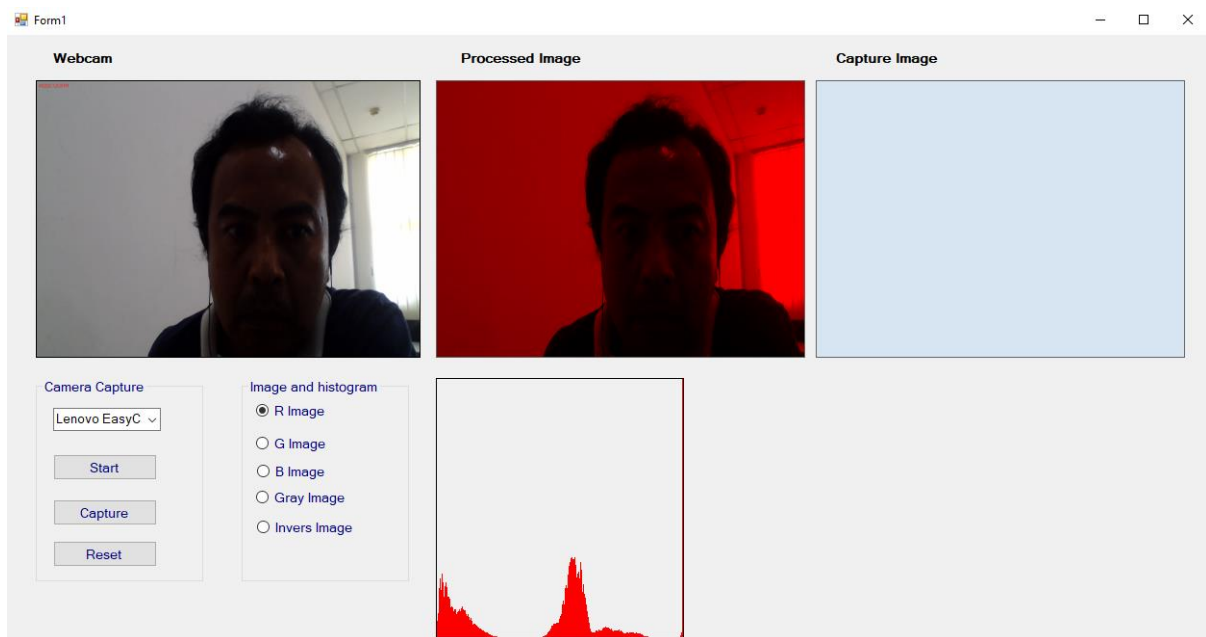 Form1
Webcam
Processed Image
Capture Image
Camera Capture
Lenovo EasyC
Start
Capture
Reset
Image and histogram
R Image
G Image
B Image
Gray Image
Invers Image